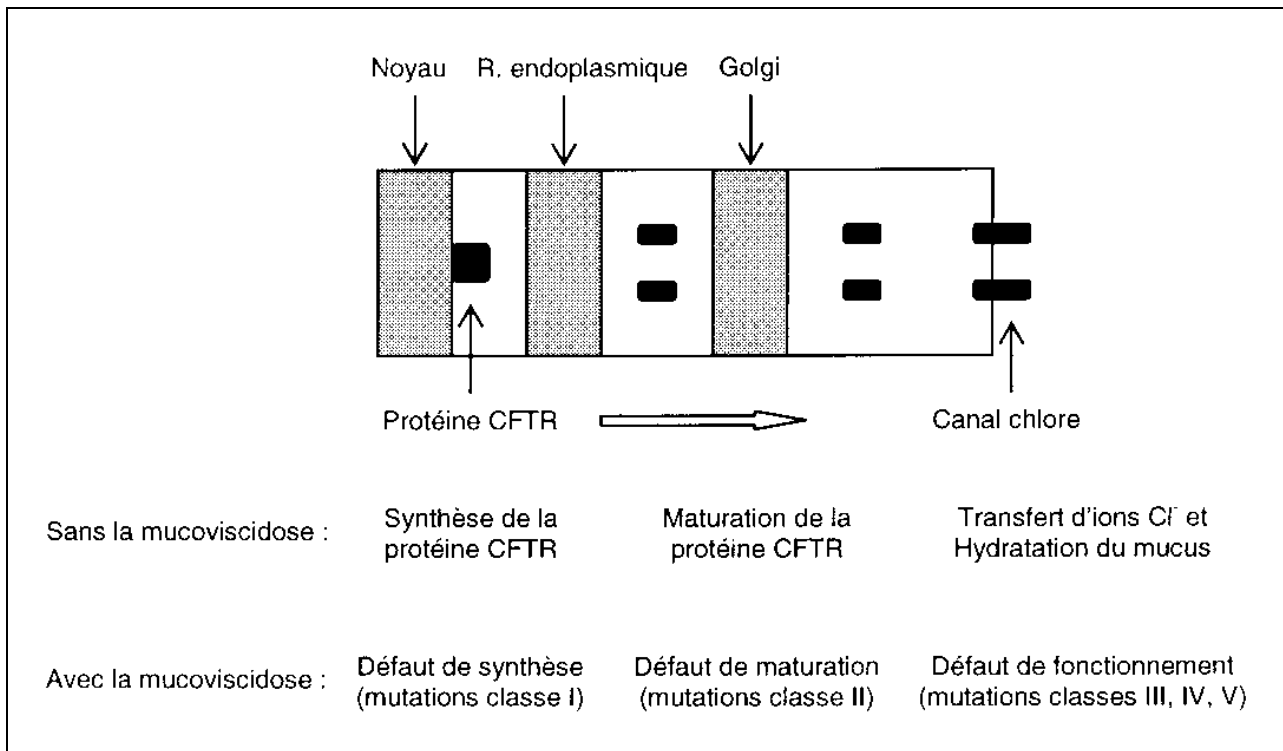 Noyau R. endoplasmique Golgi
Protéine CFTR Canal chlore
Sans la mucoviscidose : Synthèse de la protéine CFTR Maturation de la protéine CFTR Transfert d'ions Cl⁻ et Hydratation du mucus
Avec la mucoviscidose : Défaut de synthèse (mutations classe I) Défaut de maturation (mutations classe II) Défaut de fonctionnement (mutations classes III, IV, V)